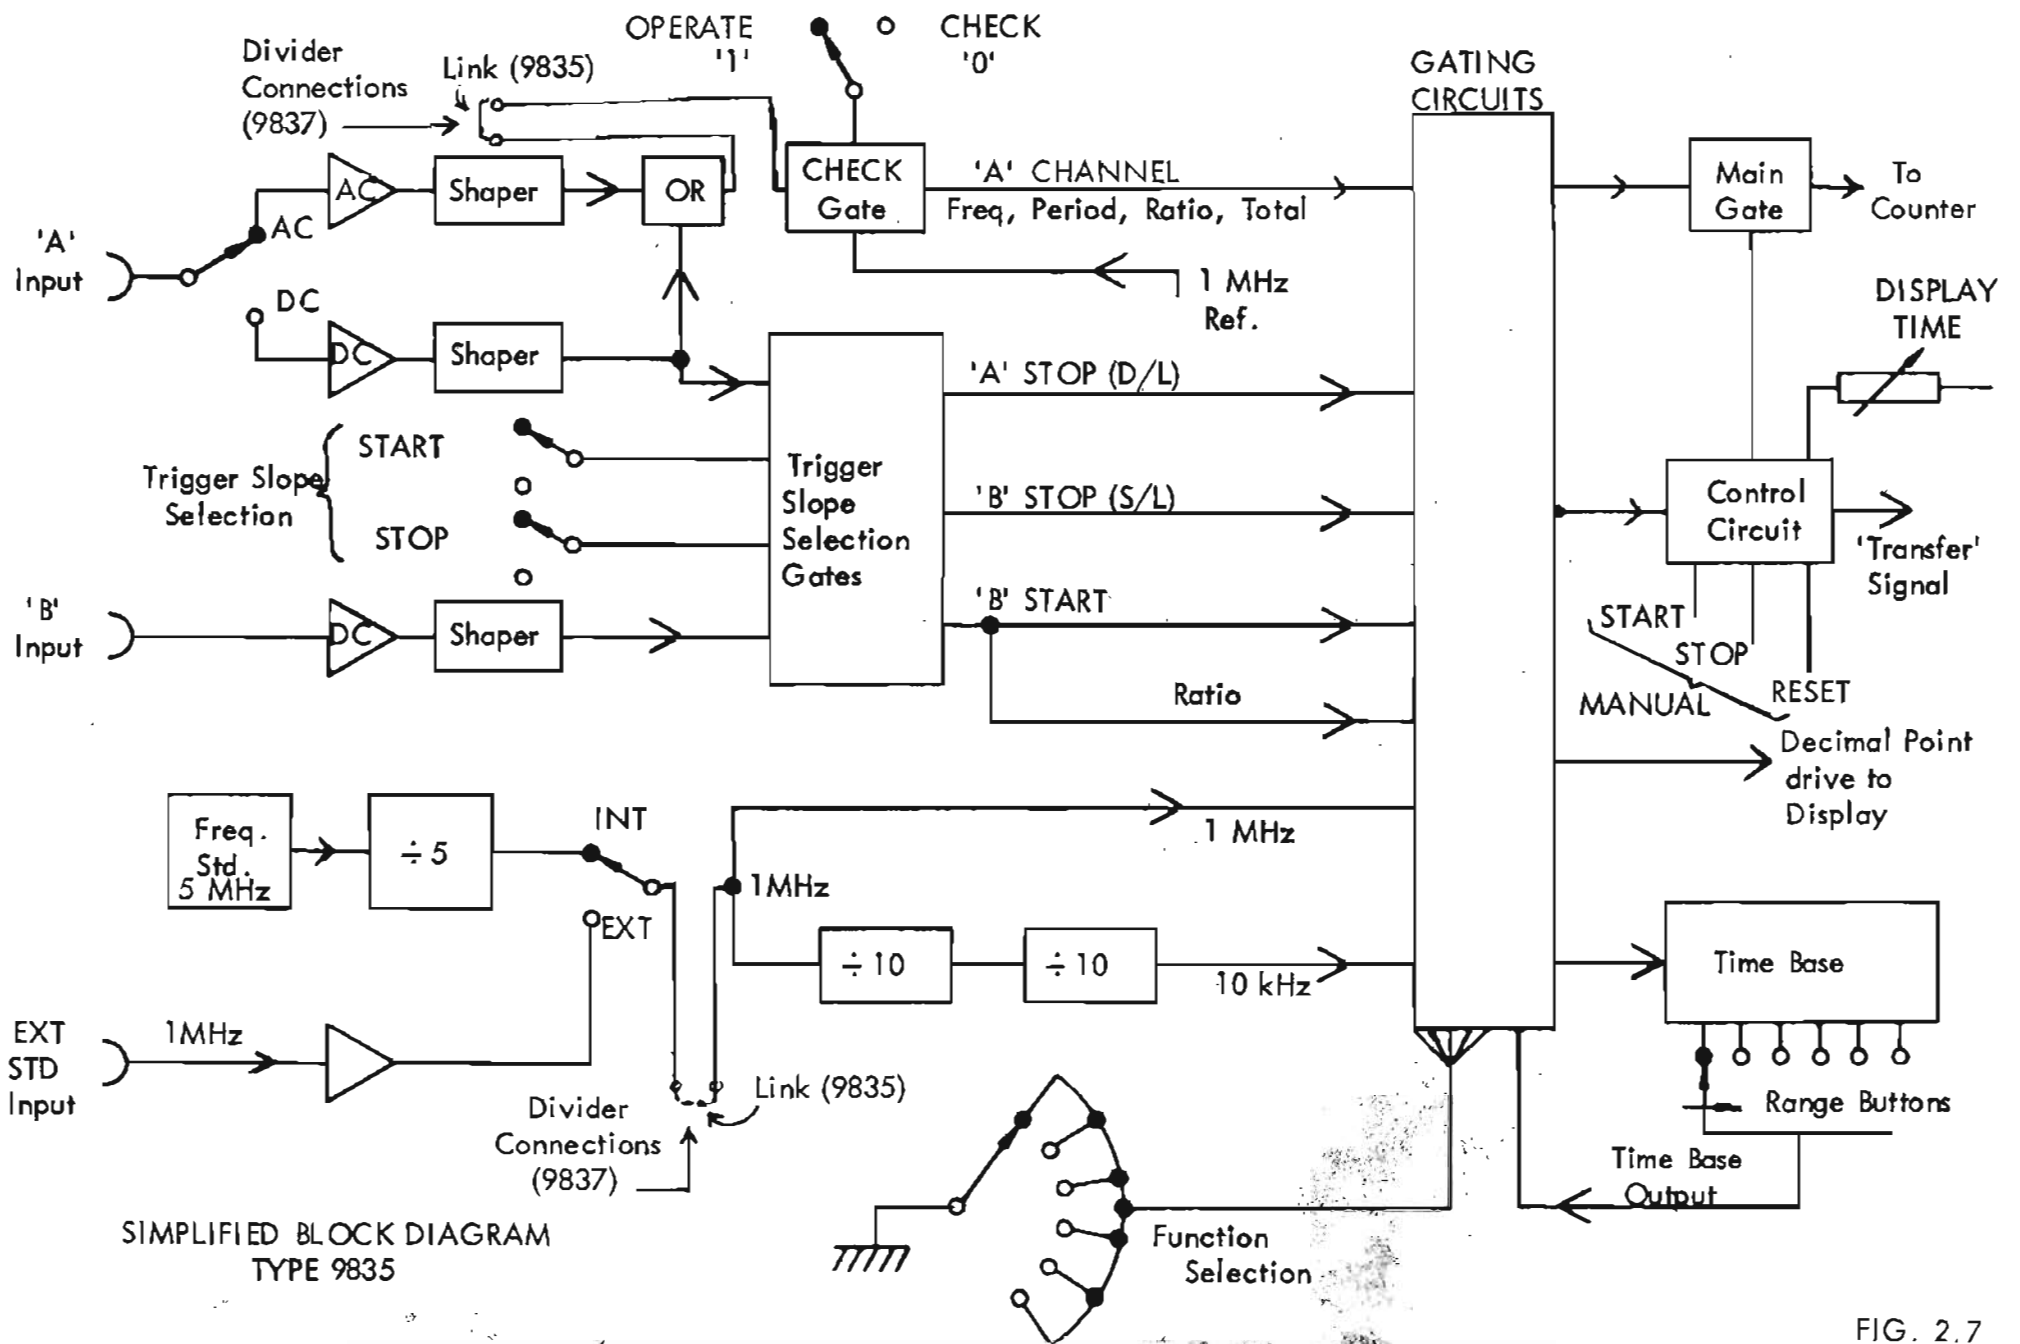 OPERATE
'1'
CHECK
'0'
Divider
Connections
(9837)
Link (9835)
GATING
CIRCUITS
'A'
Input
AC
AC
Shaper
OR
CHECK
Gate
'A' CHANNEL
Freq, Period, Ratio, Total
Main
Gate
To
Counter
1 MHz
Ref.
DC
DC
Shaper
DISPLAY
TIME
'A' STOP (D/L)
Trigger Slope
Selection
START
STOP
Trigger
Slope
Selection
Gates
'B' STOP (S/L)
Control
Circuit
'Transfer'
Signal
'B'
Input
DC
Shaper
'B' START
Ratio
START
STOP
RESET
MANUAL
Decimal Point
drive to
Display
Freq.
Std.
5 MHz
÷5
INT
EXT
1MHz
1 MHz
÷10
÷10
10 kHz
Time Base
EXT
STD
Input
1MHz
Divider
Connections
(9837)
Link (9835)
Range Buttons
Time Base
Output
Function
Selection
SIMPLIFIED BLOCK DIAGRAM
TYPE 9835
FIG. 2.7